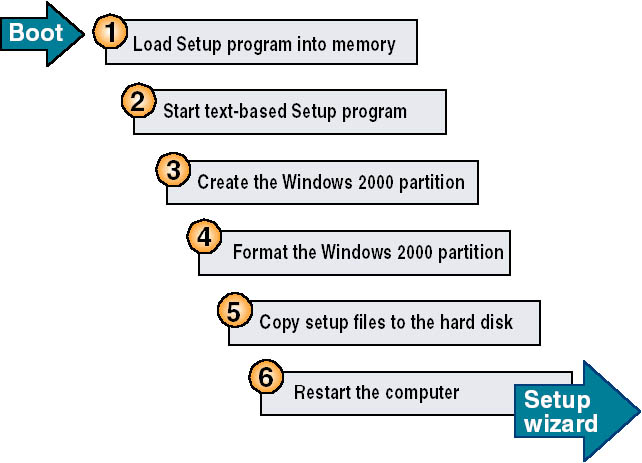 Boot
1 Load Setup program into memory
2 Start text-based Setup program
3 Create the Windows 2000 partition
4 Format the Windows 2000 partition
5 Copy setup files to the hard disk
6 Restart the computer
Setup
wizard